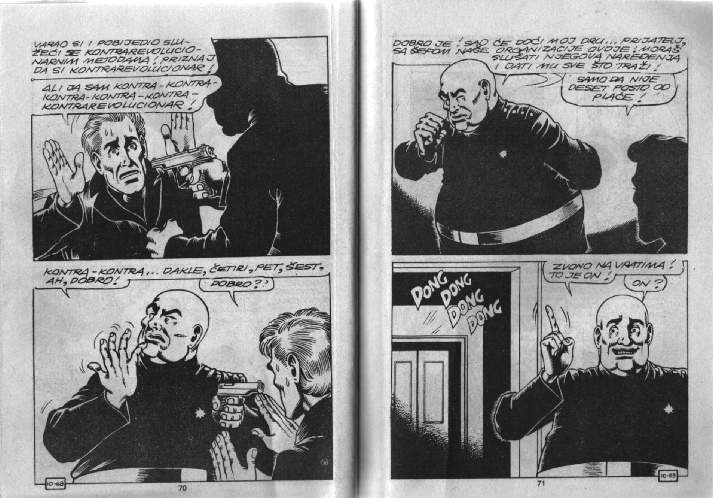 VARAO SI I POBIJEDIO SLU-
ŽEĆI SE KONTRAREVOLUCIO-
NARNIM METODAMA! PRIZNAJ
DA SI KONTRAREVOLUCIONAR!
ALI JA SAM KONTRA-KONTRA-
KONTRA-KONTRA-KONTRA-
KONTRAREVOLUCIONAR!
KONTRA-KONTRA... DAKLE, ČETIRI, PET, ŠEST,
AH, DOBRO!
DOBRO?!
10-68
70
DOBRO JE! SAD ĆE DOĆI MOJ DRU... PRIJATELJ,
SA ŠEFOM NAŠE ORGANIZACIJE OVDJE! MORAŠ
SLUŠATI NJEGOVA NAREĐENJA
I DATI MU SVE ŠTO TRAŽI!
SAMO DA NIJE
DESET POSTO OD
PLAĆE!
DONG
DONG
DONG
DONG
ZVONO NA VRATIMA!
TO JE ON!
ON?
71